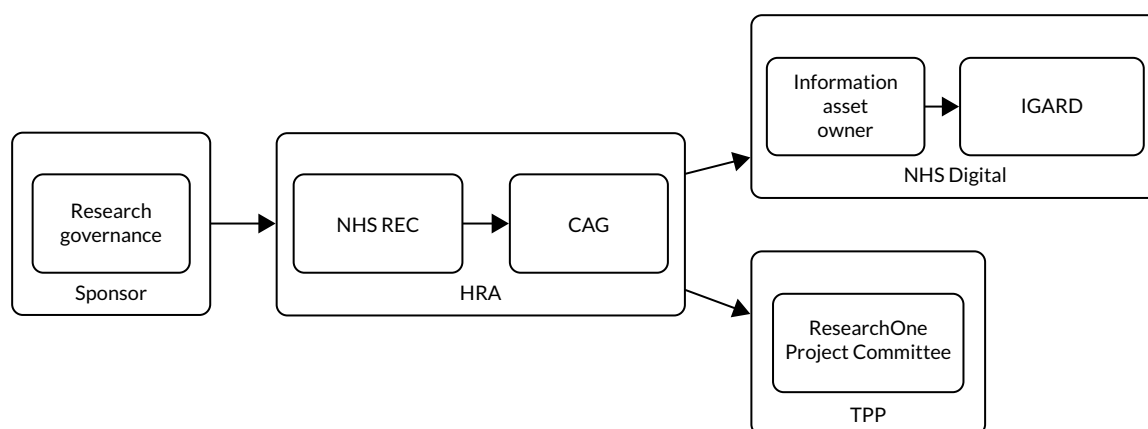 Research
governance
Sponsor
NHS REC
CAG
HRA
Information
asset
owner
IGARD
NHS Digital
ResearchOne
Project Committee
TPP